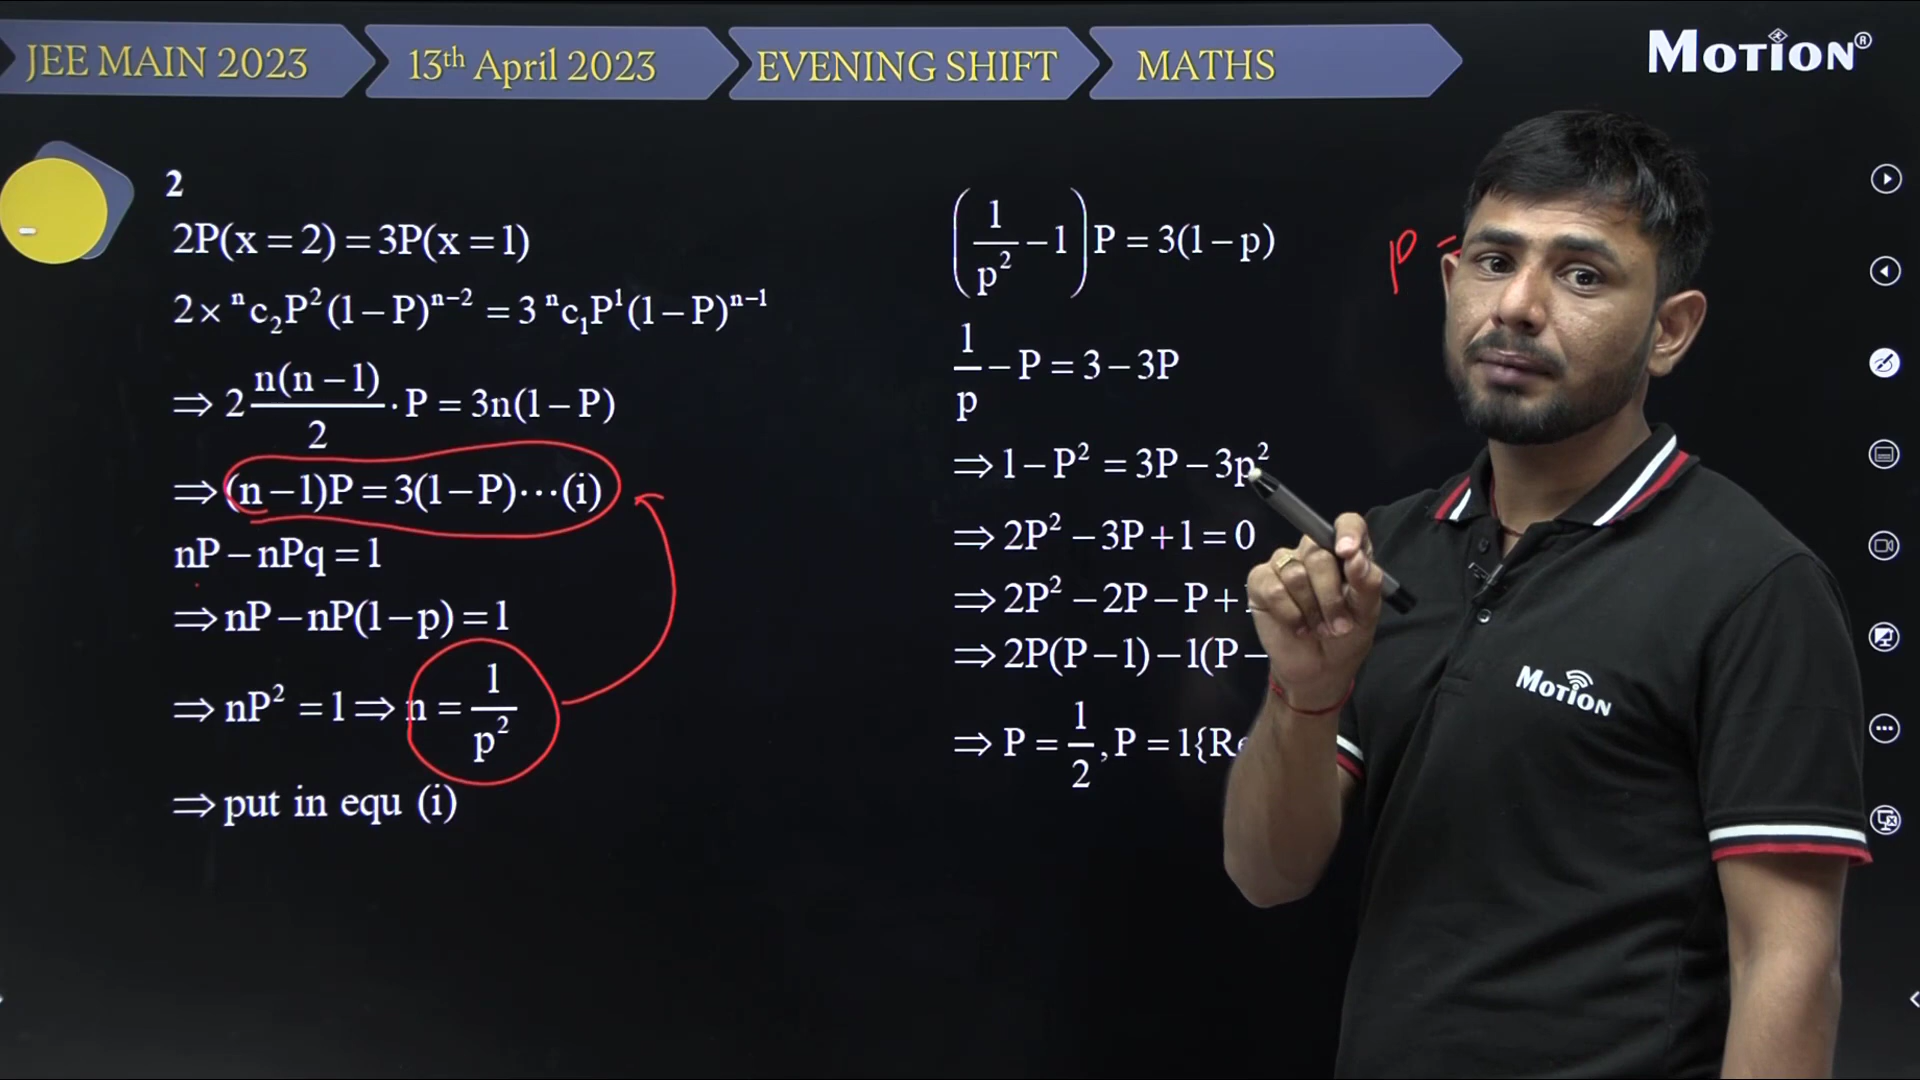 JEE MAIN 2023
13th April 2023
EVENING SHIFT
MATHS
MOTION®
2
2P(x = 2) = 3P(x = 1)
2 × ⁿc₂P²(1 − P)ⁿ⁻² = 3 ⁿc₁P¹(1 − P)ⁿ⁻¹
⇒ 2 n(n − 1)/2 · P = 3n(1 − P)
⇒ (n − 1)P = 3(1 − P)⋯(i)
nP − nPq = 1
⇒ nP − nP(1 − p) = 1
⇒ nP² = 1 ⇒ n = 1/p²
⇒ put in equ (i)
(1/p² − 1)P = 3(1 − p)
1/p − P = 3 − 3P
⇒ 1 − P² = 3P − 3p²
⇒ 2P² − 3P + 1 = 0
⇒ 2P² − 2P − P +
⇒ 2P(P − 1) − 1(P −
⇒ P = 1/2, P = 1{Re
p =
MOTION